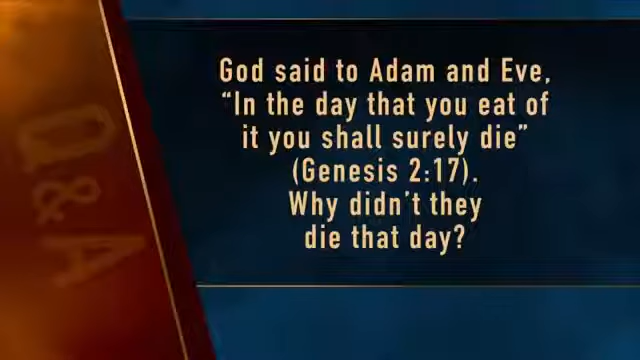 Q&A
God said to Adam and Eve,
“In the day that you eat of
it you shall surely die”
(Genesis 2:17).
Why didn’t they
die that day?